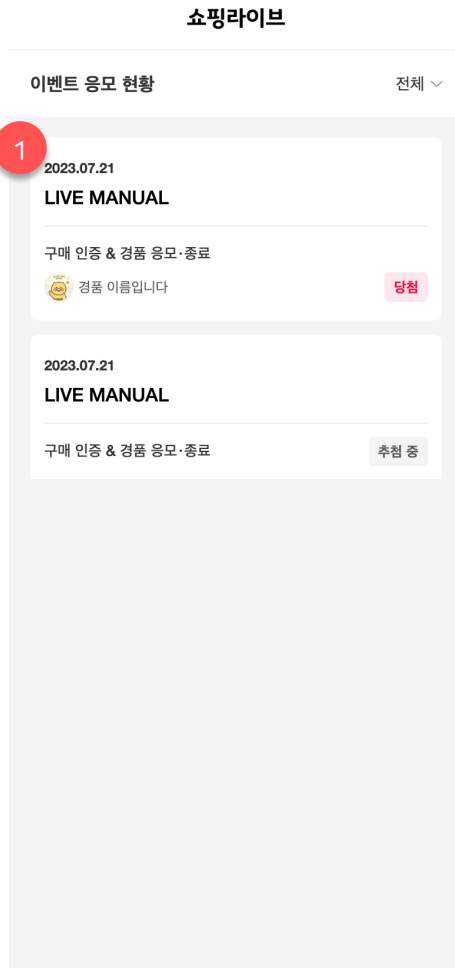 쇼핑라이브
이벤트 응모 현황 전체
1
2023.07.21
LIVE MANUAL
구매 인증 & 경품 응모·종료
경품 이름입니다 당첨
2023.07.21
LIVE MANUAL
구매 인증 & 경품 응모·종료 추첨 중